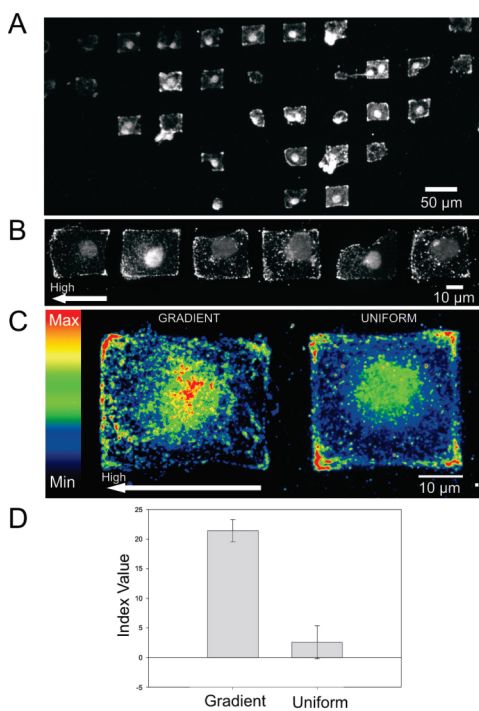 A
50 µm
B
High
10 µm
C
Max
GRADIENT
UNIFORM
Min
High
10 µm
D
25
20
15
10
5
0
-5
Index Value
Gradient
Uniform